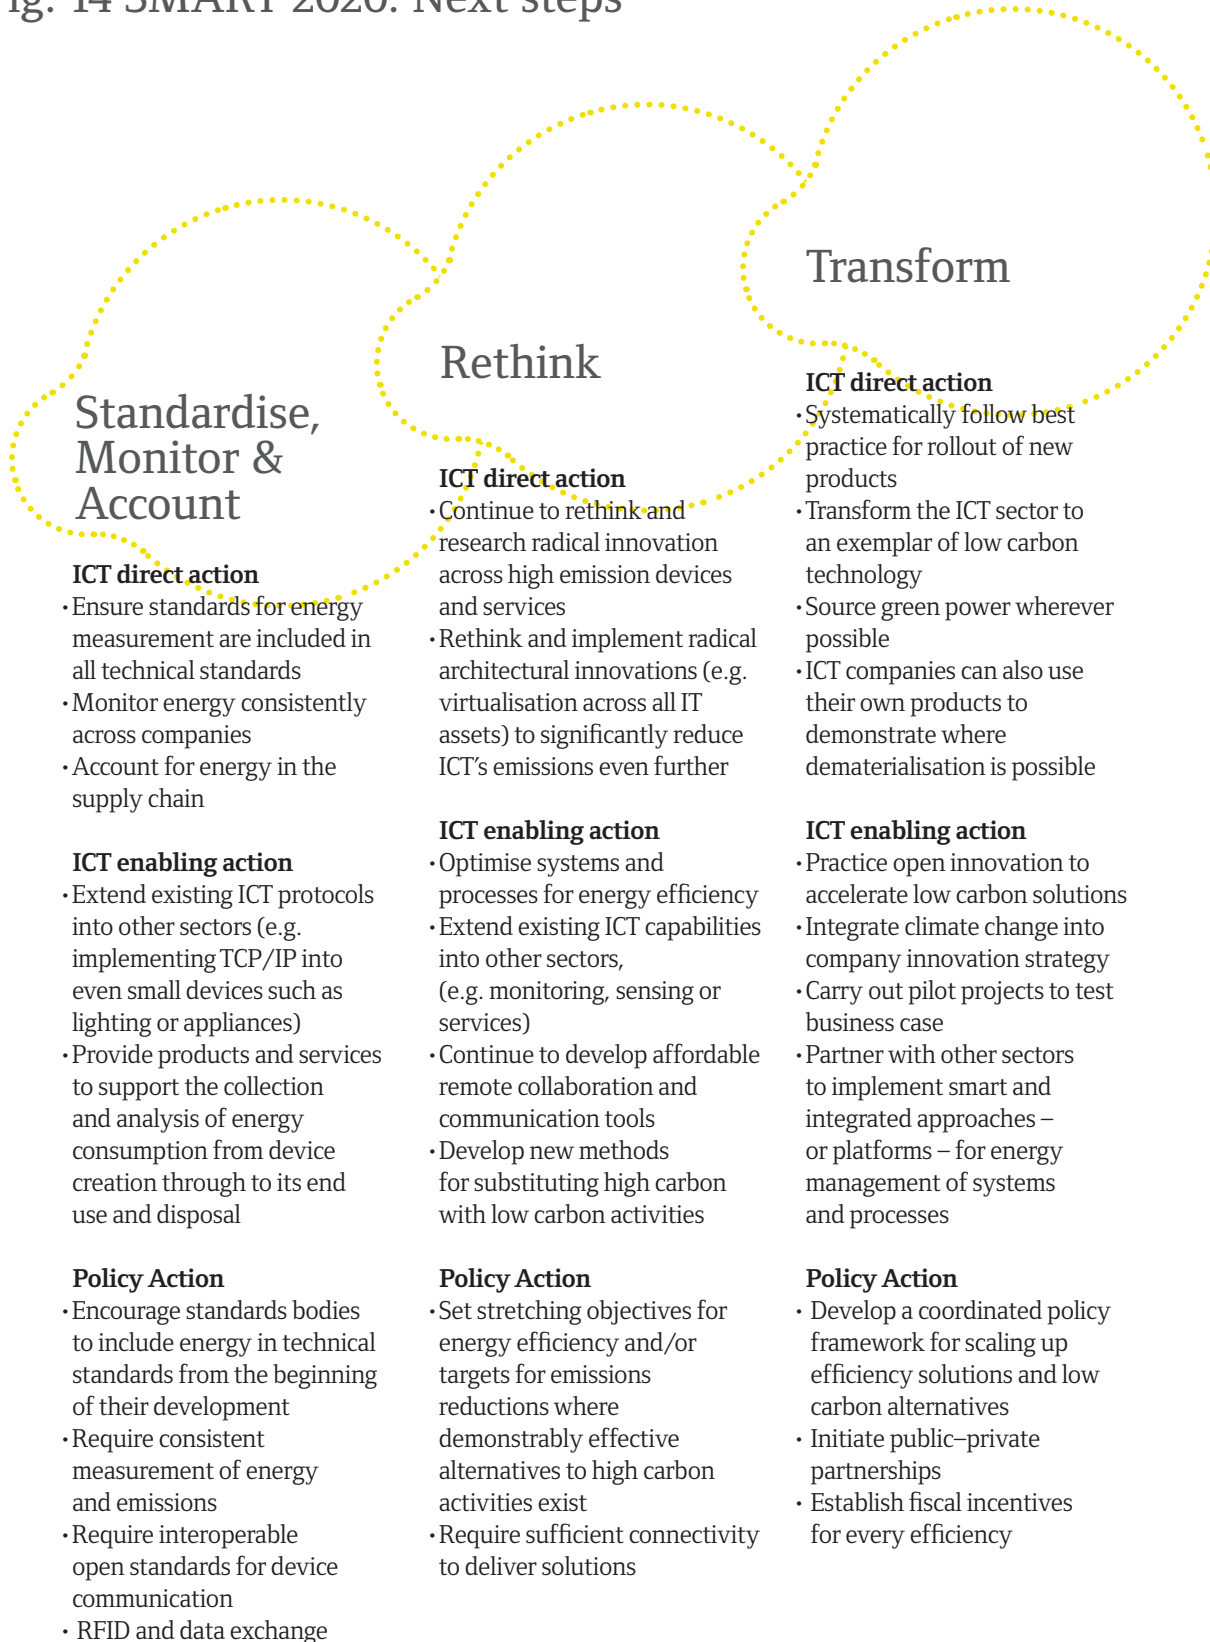 ig. 14 SMART 2020: Next steps
Standardise,
Monitor &
Account
ICT direct action
· Ensure standards for energy
measurement are included in
all technical standards
· Monitor energy consistently
across companies
· Account for energy in the
supply chain
ICT enabling action
· Extend existing ICT protocols
into other sectors (e.g.
implementing TCP/IP into
even small devices such as
lighting or appliances)
· Provide products and services
to support the collection
and analysis of energy
consumption from device
creation through to its end
use and disposal
Policy Action
· Encourage standards bodies
to include energy in technical
standards from the beginning
of their development
· Require consistent
measurement of energy
and emissions
· Require interoperable
open standards for device
communication
· RFID and data exchange
Rethink
ICT direct action
· Continue to rethink and
research radical innovation
across high emission devices
and services
· Rethink and implement radical
architectural innovations (e.g.
virtualisation across all IT
assets) to significantly reduce
ICT's emissions even further
ICT enabling action
· Optimise systems and
processes for energy efficiency
· Extend existing ICT capabilities
into other sectors,
(e.g. monitoring, sensing or
services)
· Continue to develop affordable
remote collaboration and
communication tools
· Develop new methods
for substituting high carbon
with low carbon activities
Policy Action
· Set stretching objectives for
energy efficiency and/or
targets for emissions
reductions where
demonstrably effective
alternatives to high carbon
activities exist
· Require sufficient connectivity
to deliver solutions
Transform
ICT direct action
· Systematically follow best
practice for rollout of new
products
· Transform the ICT sector to
an exemplar of low carbon
technology
· Source green power wherever
possible
· ICT companies can also use
their own products to
demonstrate where
dematerialisation is possible
ICT enabling action
· Practice open innovation to
accelerate low carbon solutions
· Integrate climate change into
company innovation strategy
· Carry out pilot projects to test
business case
· Partner with other sectors
to implement smart and
integrated approaches –
or platforms – for energy
management of systems
and processes
Policy Action
· Develop a coordinated policy
framework for scaling up
efficiency solutions and low
carbon alternatives
· Initiate public–private
partnerships
· Establish fiscal incentives
for every efficiency